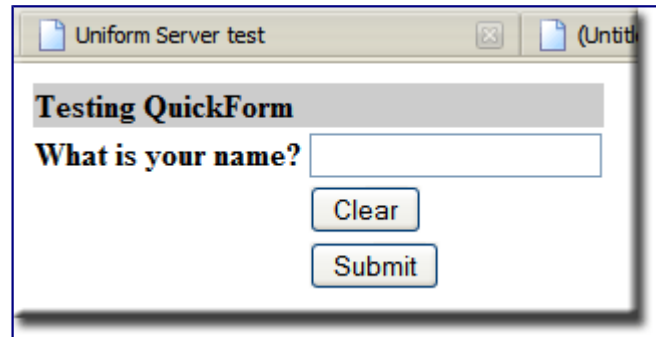 Uniform Server test (Untitl
Testing QuickForm
What is your name?
Clear
Submit